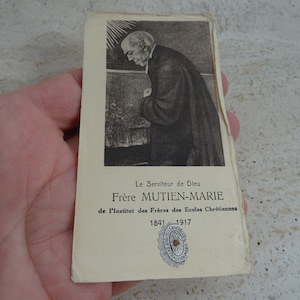 Le Serviteur de Dieu
Frère MUTIEN-MARIE
de l'Institut des Frères des Ecoles Chrétiennes
1841 - 1917